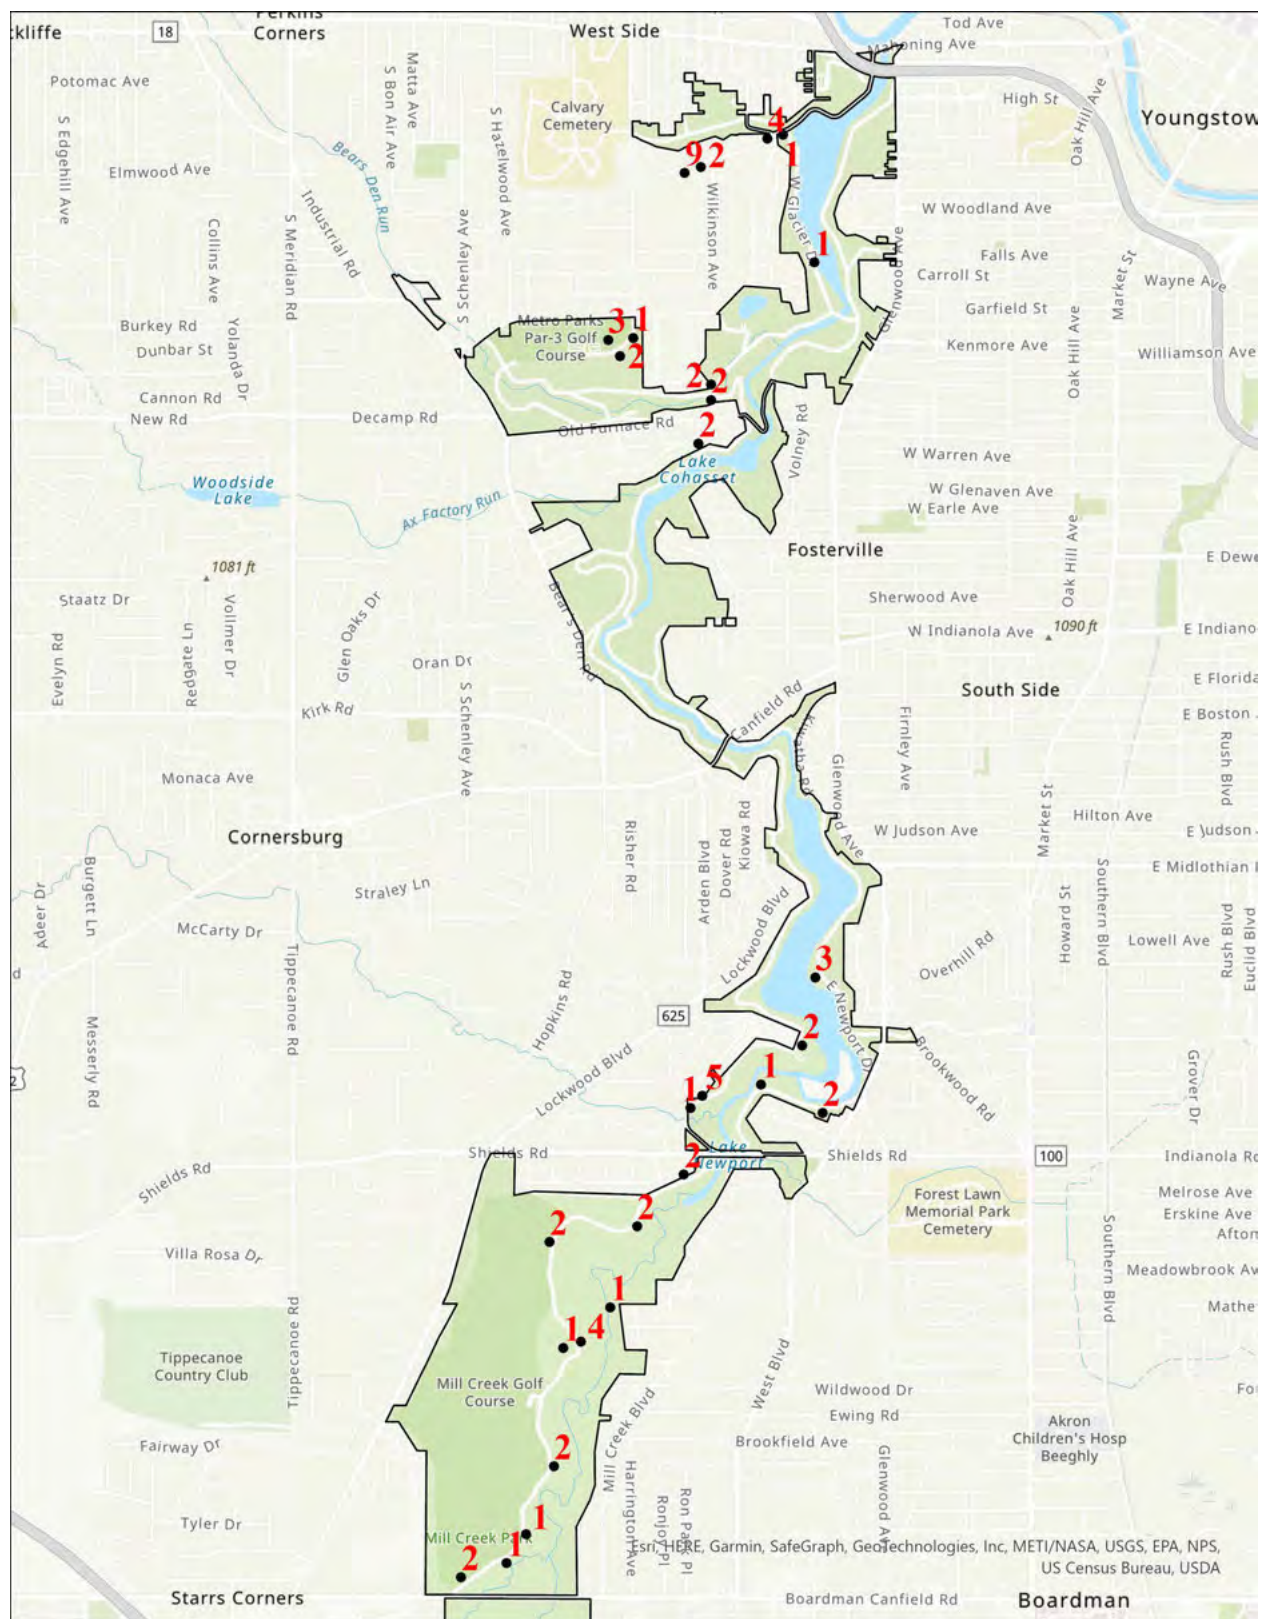 ckliffe
18
Perkins
Corners
West Side
Tod Ave
Mahoning Ave
Potomac Ave
S Edgehill Ave
S Bon Air Ave
Matta Ave
S Hazelwood Ave
Calvary
Cemetery
High St
Oak Hill Ave
Youngstow
4
1
9
2
Bears Den Run
Elmwood Ave
Industrial Rd
W Glacier D
Wilkinson Ave
W Woodland Ave
Collins Ave
S Meridian Rd
S Schenley Ave
1
Glenwood Ave
Falls Ave
Carroll St
Market St
Wayne Ave
Garfield St
Burkey Rd
Dunbar St
Yolanda Dr
Metro Parks
Par-3 Golf
Course
3
1
2
Kenmore Ave
Oak Hill Ave
Williamson Ave
2
2
Cannon Rd
New Rd
Decamp Rd
Old Furnace Rd
2
Volney Rd
Lake
Cohasset
W Warren Ave
Woodside
Lake
Ax Factory Run
W Glenaven Ave
W Earle Ave
Fosterville
Oak Hill Ave
E Dewe
1081 ft
Staatz Dr
Vollmer Dr
Glen Oaks Dr
Bear's Den Rd
Sherwood Ave
W Indianola Ave
1090 ft
E Indiano
Evelyn Rd
Redgate Ln
Oran Dr
S Schenley Ave
South Side
E Florida
Kirk Rd
Canfield Rd
Kiwatha Rd
Firnley Ave
E Boston
Rush Blvd
Monaca Ave
Glenwood Ave
Market St
Hilton Ave
Cornersburg
Risher Rd
Arden Blvd
Dover Rd
Kiowa Rd
W Judson Ave
E Judson
E Midlothian
Adeer Dr
Burgett Ln
Straley Ln
Lockwood Blvd
Southern Blvd
McCarty Dr
Tippecanoe Rd
Howard St
Overhill Rd
Lowell Ave
Rush Blvd
Euclid Blvd
d
3
Hopkins Rd
625
E Newport Dr
2
Messerly Rd
Lockwood Blvd
Brookwood Rd
Grover Dr
2
1
5
1
2
Shields Rd
Shields Rd
Lake
Newport
Shields Rd
100
Indianola Rd
2
Forest Lawn
Memorial Park
Cemetery
Melrose Ave
Erskine Ave
Afton
2
2
Villa Rosa Dr
Southern Blvd
Meadowbrook Av
Tippecanoe Rd
1
Mathe
1
4
Tippecanoe
Country Club
Mill Creek Golf
Course
West Blvd
Wildwood Dr
Ewing Rd
Fo
Mill Creek Blvd
Akron
Children's Hosp
Beeghly
Fairway Dr
2
Brookfield Ave
Harrington Ave
Ronjoy Pl
Ron Park Pl
Glenwood Av
Tyler Dr
1
Mill Creek Park
1
2
Esri, HERE, Garmin, SafeGraph, GeoTechnologies, Inc, METI/NASA, USGS, EPA, NPS,
US Census Bureau, USDA
Starrs Corners
Boardman Canfield Rd
Boardman